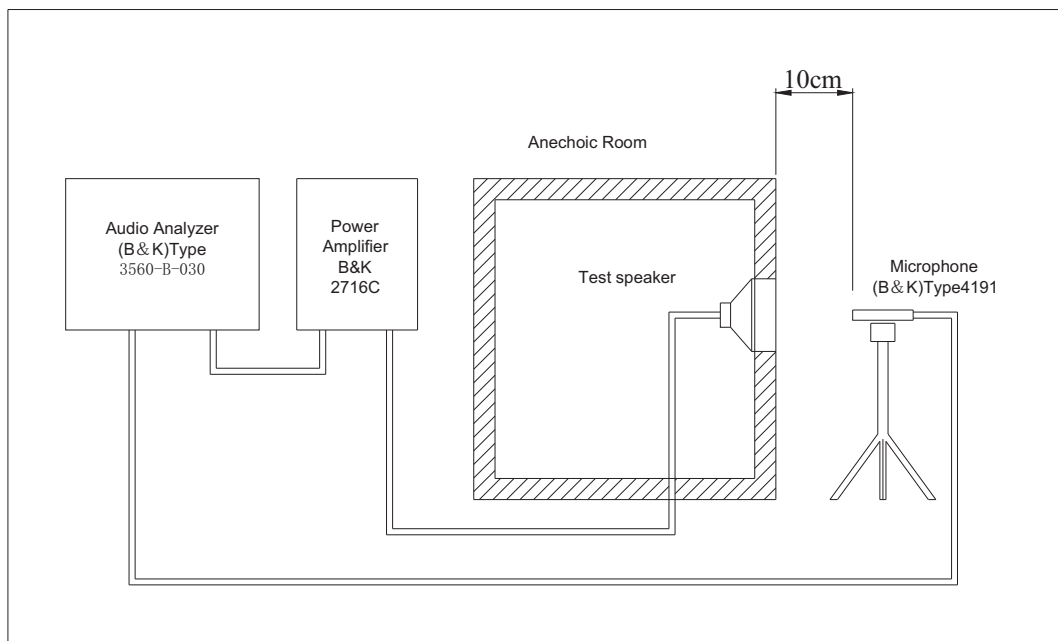 10cm
Anechoic Room
Audio Analyzer
(B&K)Type
3560-B-030
Power
Amplifier
B&K
2716C
Test speaker
Microphone
(B&K)Type4191